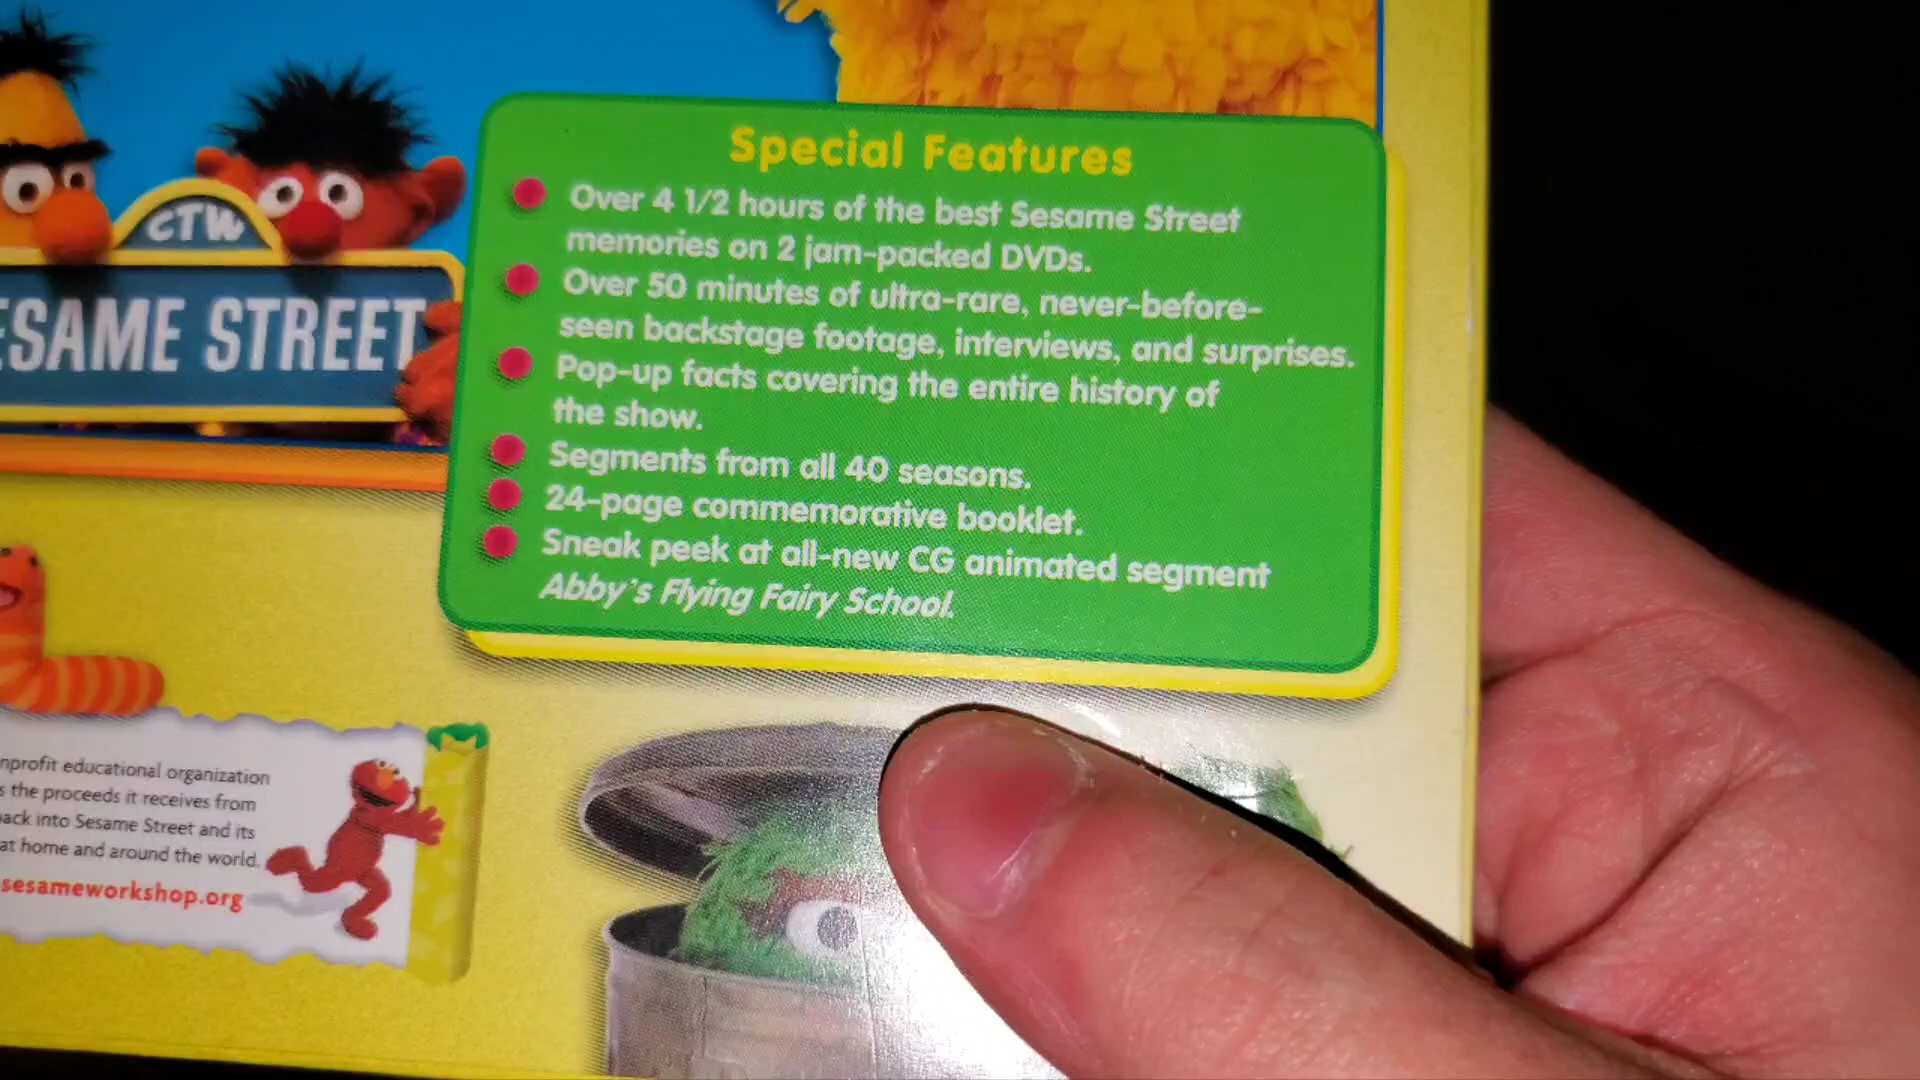 CTW
ESAME STREET
Special Features
Over 4 1/2 hours of the best Sesame Street
memories on 2 jam-packed DVDs.
Over 50 minutes of ultra-rare, never-before-
seen backstage footage, interviews, and surprises.
Pop-up facts covering the entire history of
the show.
Segments from all 40 seasons.
24-page commemorative booklet.
Sneak peek at all-new CG animated segment
Abby's Flying Fairy School.
nprofit educational organization
s the proceeds it receives from
back into Sesame Street and its
at home and around the world.
sesameworkshop.org